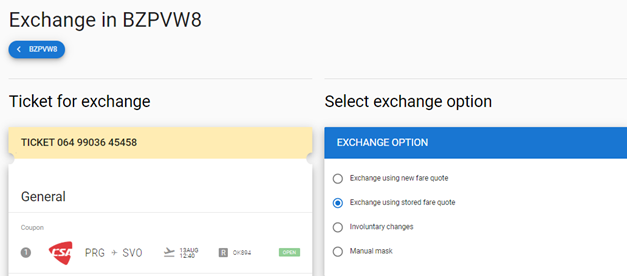 Exchange in BZPVW8
BZPVW8
Ticket for exchange
Select exchange option
TICKET 064 99036 45458
EXCHANGE OPTION
General
Exchange using new fare quote
Exchange using stored fare quote
Coupon
Involuntary changes
1 CSA PRG → SVO 13AUG 12:40 R OK894 OPEN
Manual mask